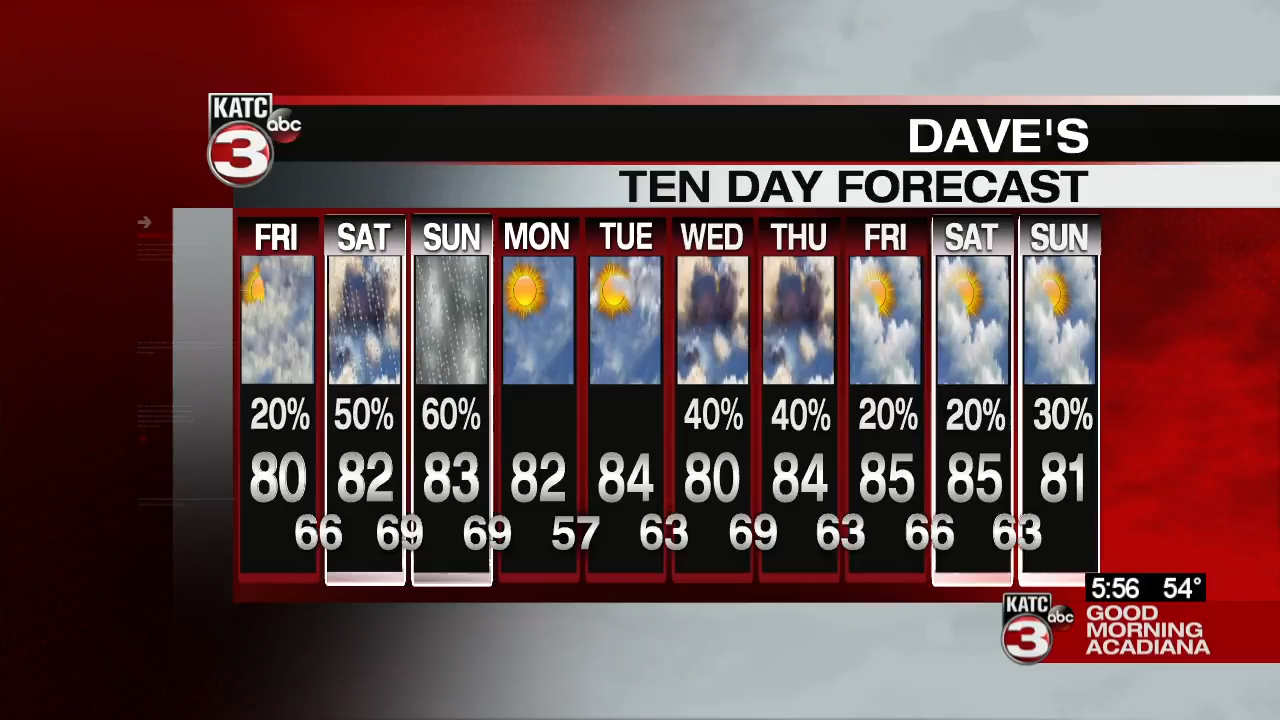 KATC
abc
3
DAVE'S
TEN DAY FORECAST
FRI SAT SUN MON TUE WED THU FRI SAT SUN
20% 50% 60% 40% 40% 20% 20% 30%
80 82 83 82 84 80 84 85 85 81
66 69 69 57 63 69 63 66 63
5:56 54°
KATC
abc
3
GOOD
MORNING
ACADIANA